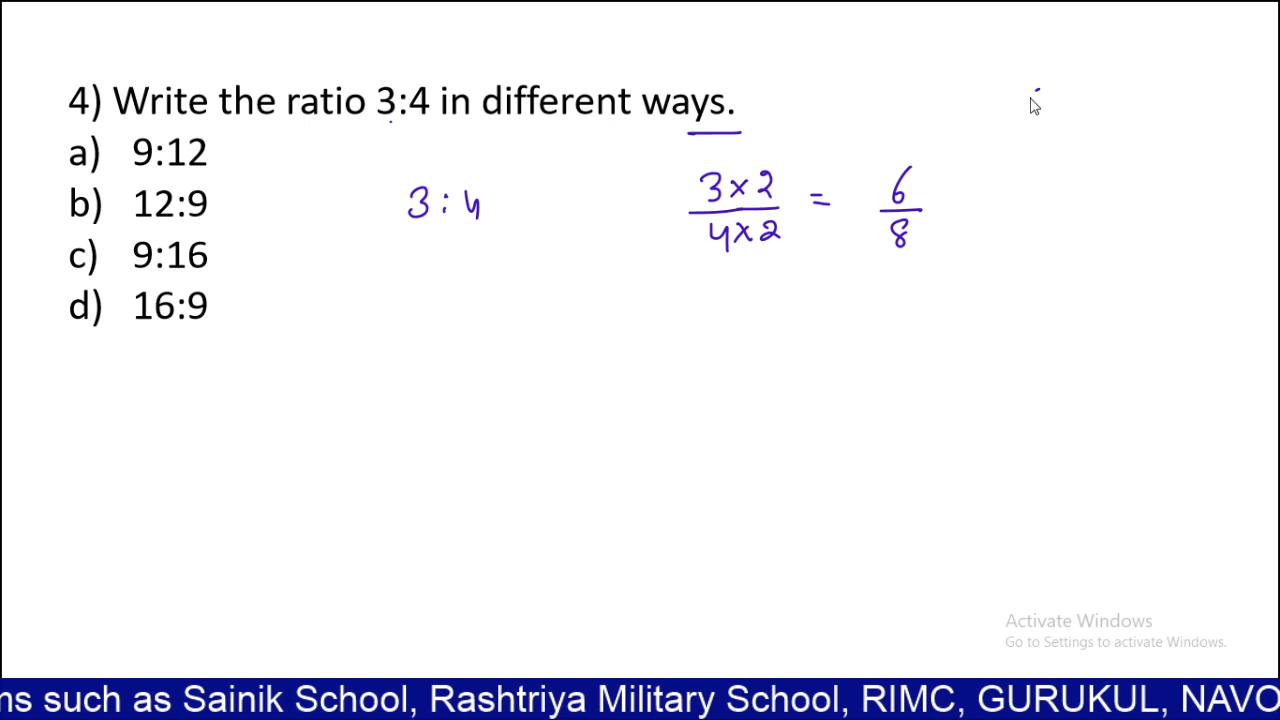 4) Write the ratio 3:4 in different ways.
a) 9:12
b) 12:9
c) 9:16
d) 16:9
3 : 4
3 × 2 / 4 × 2 = 6 / 8
Activate Windows
Go to Settings to activate Windows.
ns such as Sainik School, Rashtriya Military School, RIMC, GURUKUL, NAVO